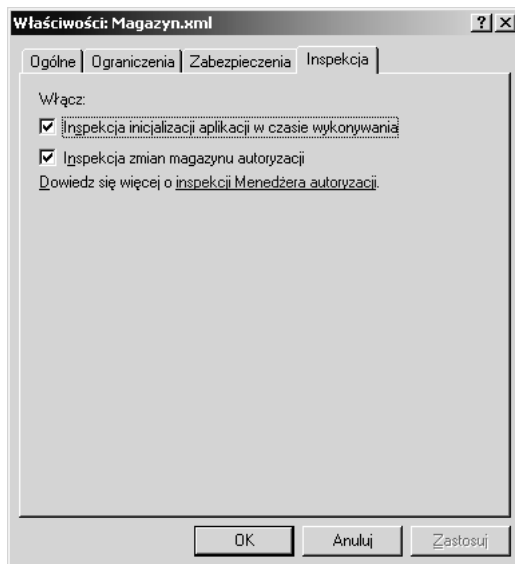 Właściwości: Magazyn.xml
Ogólne Ograniczenia Zabezpieczenia Inspekcja
Włącz:
Inspekcja inicjalizacji aplikacji w czasie wykonywania
Inspekcja zmian magazynu autoryzacji
Dowiedz się więcej o inspekcji Menedżera autoryzacji.
OK Anuluj Zastosuj